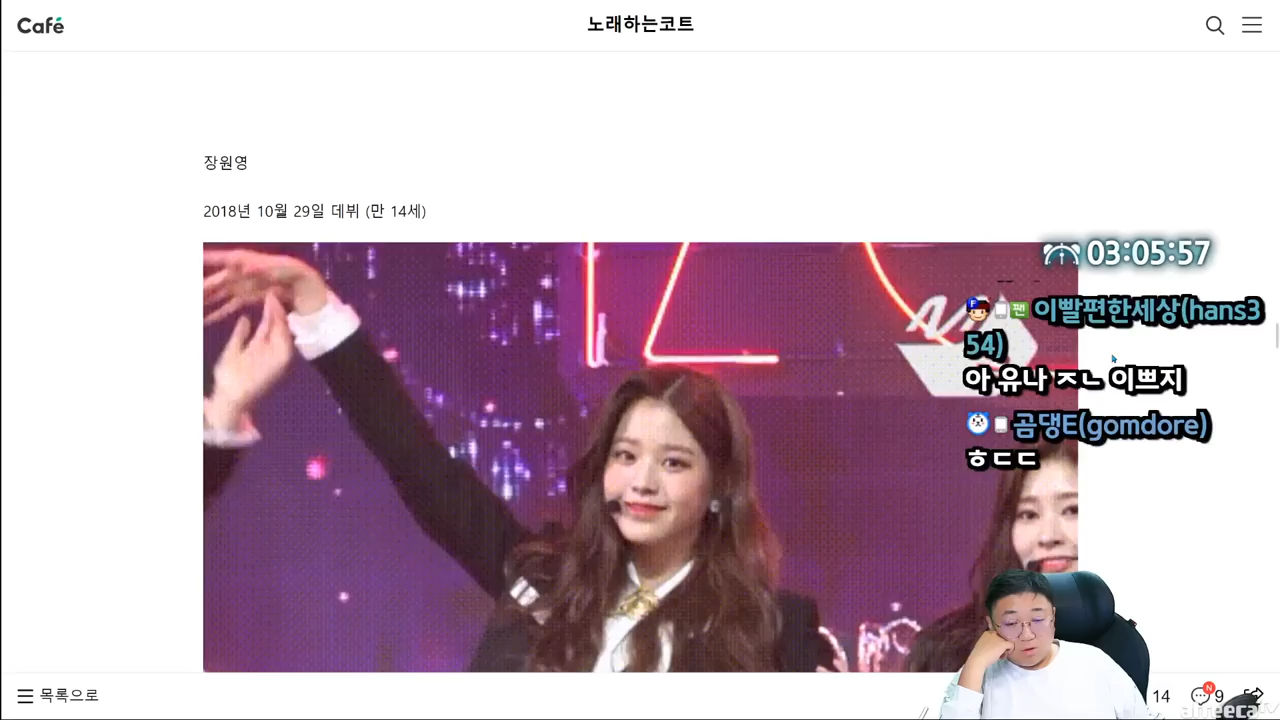 Café
노래하는코트
장원영
2018년 10월 29일 데뷔 (만 14세)
03:05:57
F 팬 이빨편한세상(hans3
54)
아 유나 ㅈㄴ 이쁘지
곰댕E(gomdore)
ㅎㄷㄷ
목록으로
14
N
9
afreecaTV